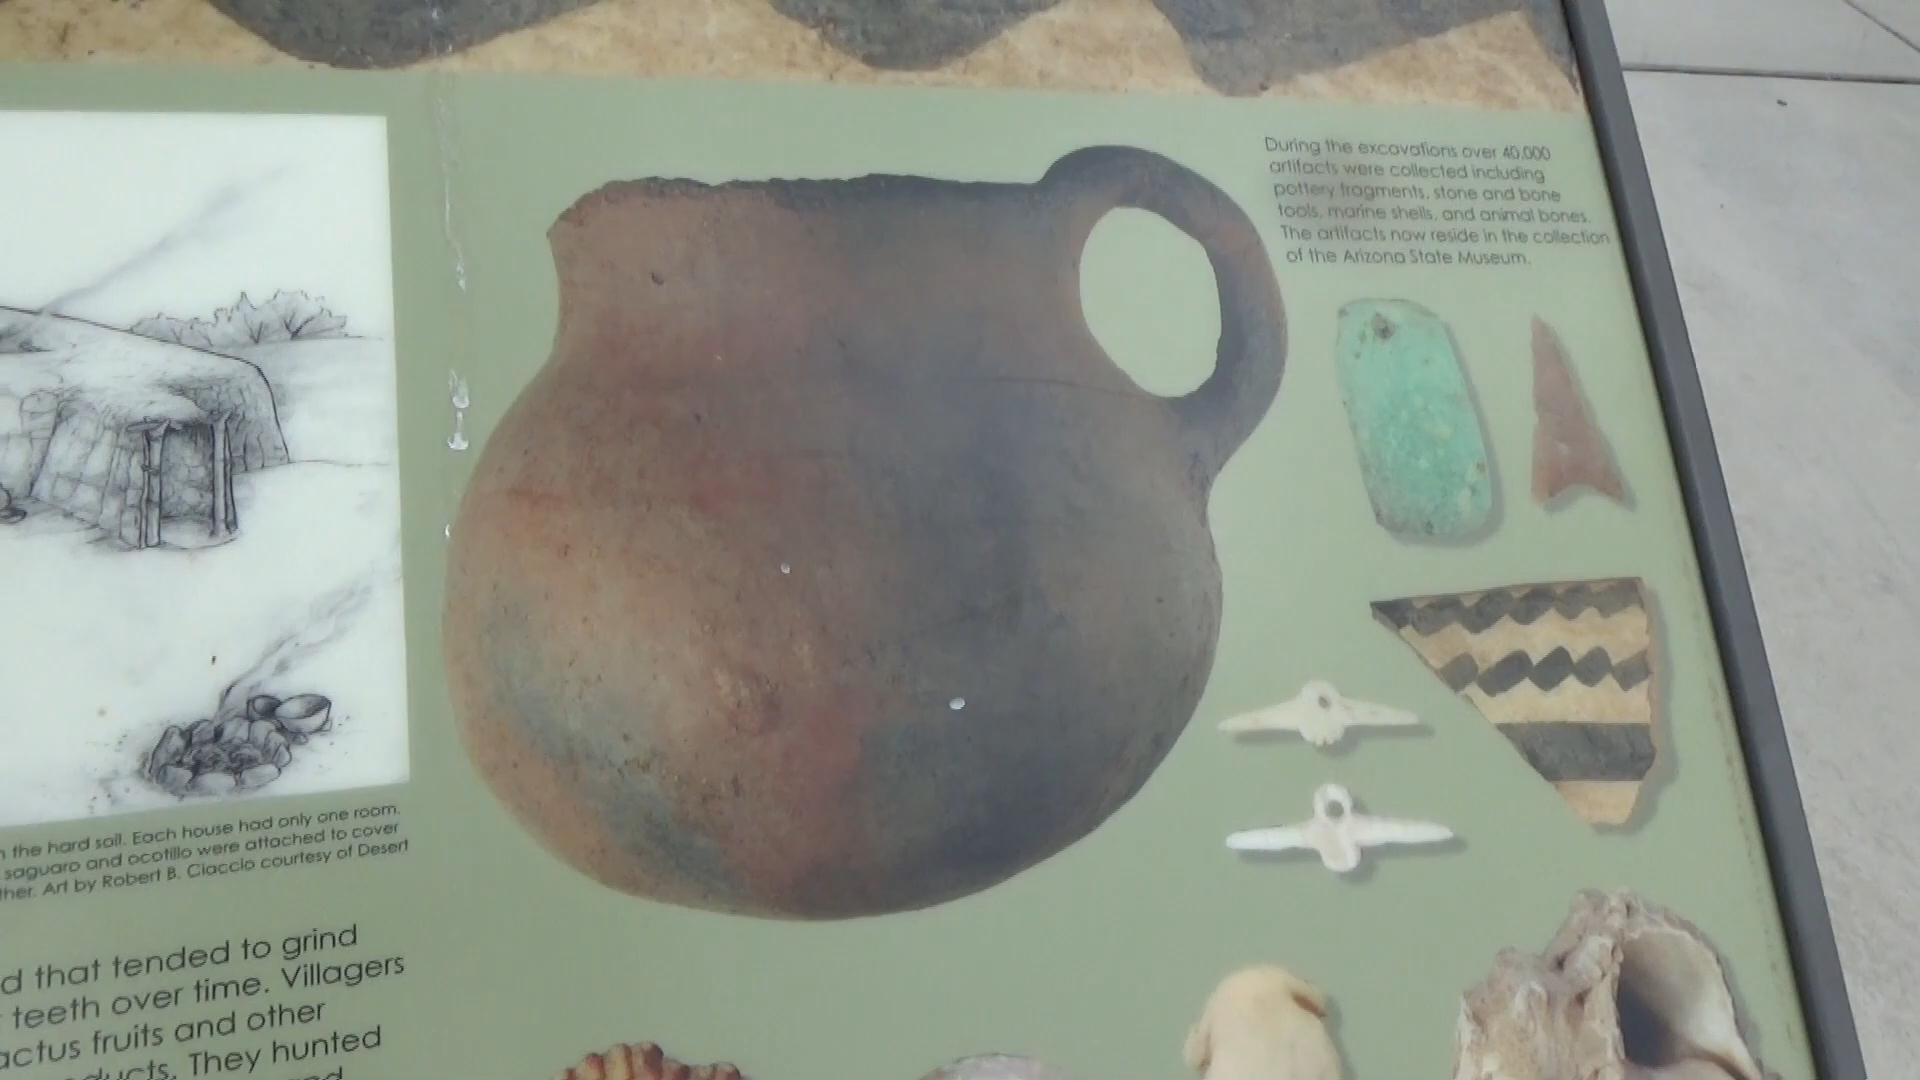 During the excavations over 40,000
artifacts were collected including
pottery fragments, stone and bone
tools, marine shells, and animal bones.
The artifacts now reside in the collection
of the Arizona State Museum.
the hard soil. Each house had only one room.
saguaro and ocotillo were attached to cover
ther. Art by Robert B. Ciaccio courtesy of Desert
d that tended to grind
teeth over time. Villagers
actus fruits and other
ducts. They hunted